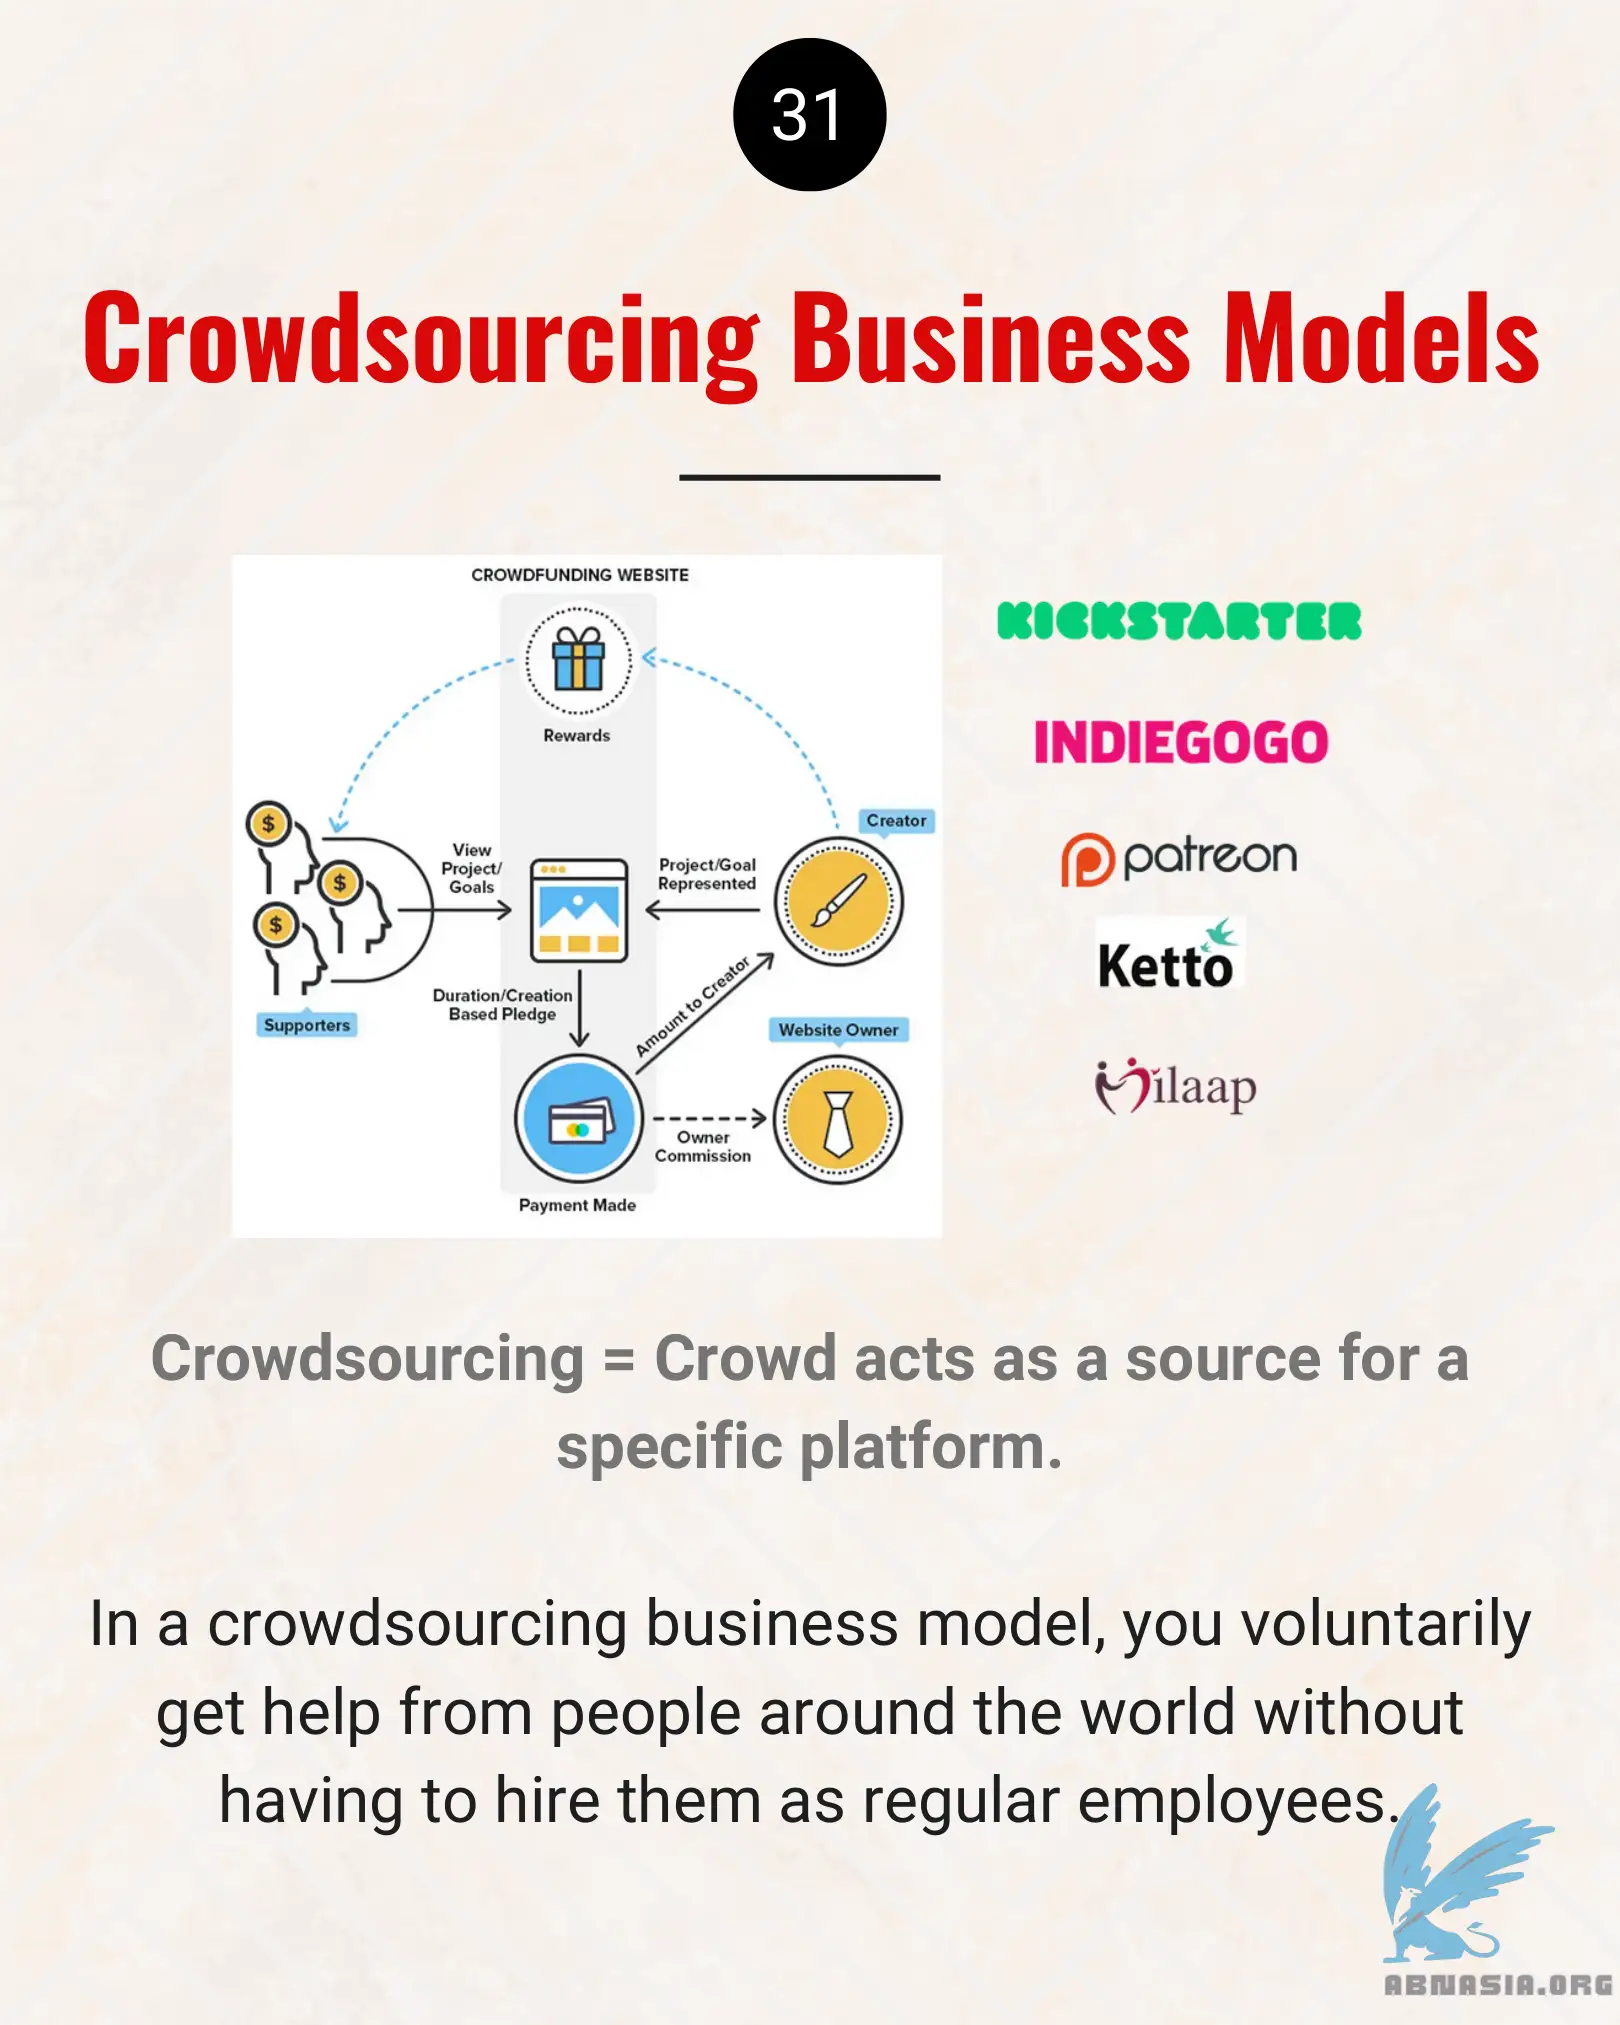 31
Crowdsourcing Business Models
CROWDFUNDING WEBSITE
Rewards
$
$
$
Supporters
View
Project/
Goals
Project/Goal
Represented
Creator
Duration/Creation
Based Pledge
Amount to Creator
Website Owner
Owner
Commission
Payment Made
KICKSTARTER
INDIEGOGO
patreon
Ketto
Milaap
Crowdsourcing = Crowd acts as a source for a
specific platform.
In a crowdsourcing business model, you voluntarily
get help from people around the world without
having to hire them as regular employees.
ABNASIA.ORG